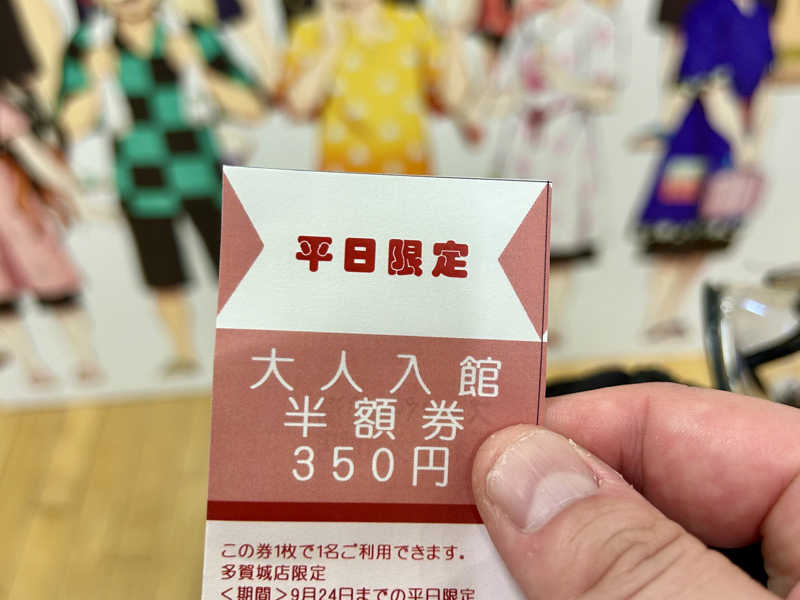 平日限定
大人入館
半額券
350円
この券1枚で1名ご利用できます。
多賀城店限定
<期間>9月24日までの平日限定